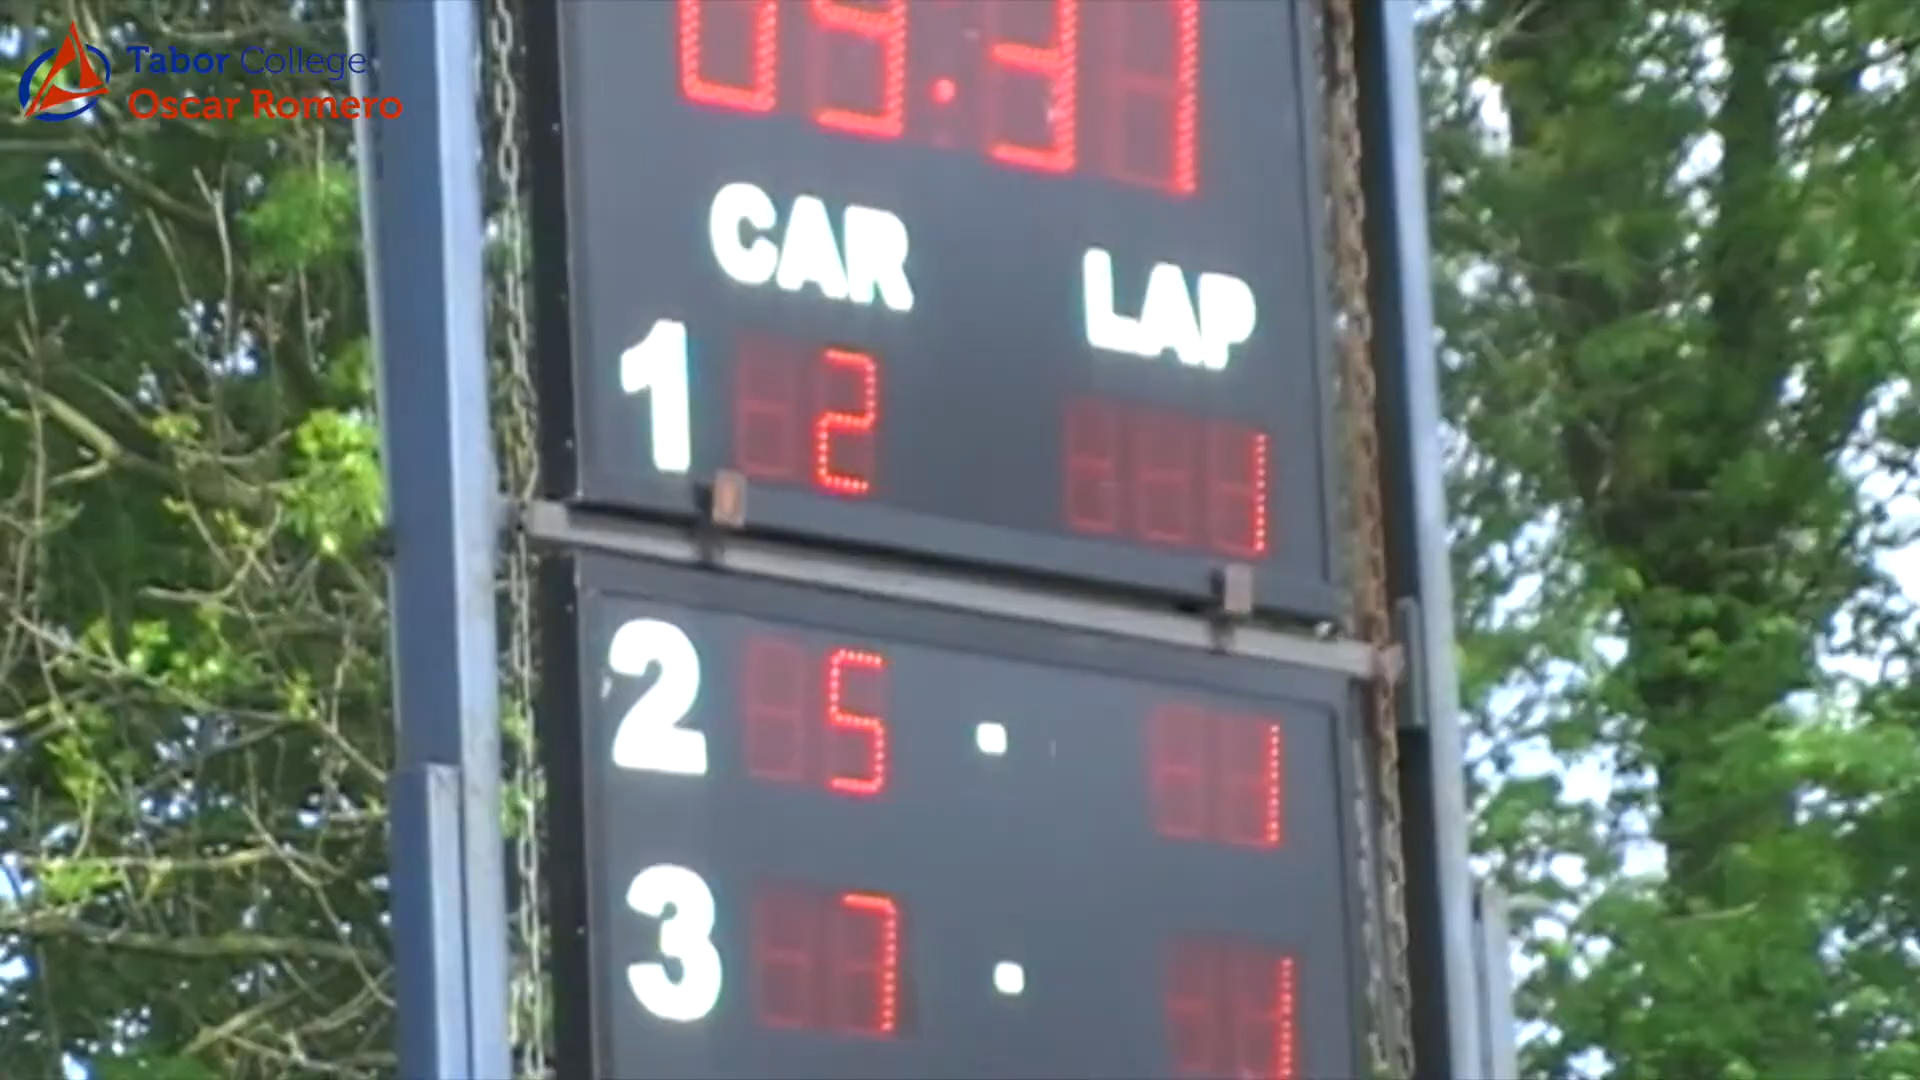 Tabor College
Oscar Romero
CAR LAP
1 2 1
2 5 . 1
3 7 . 1